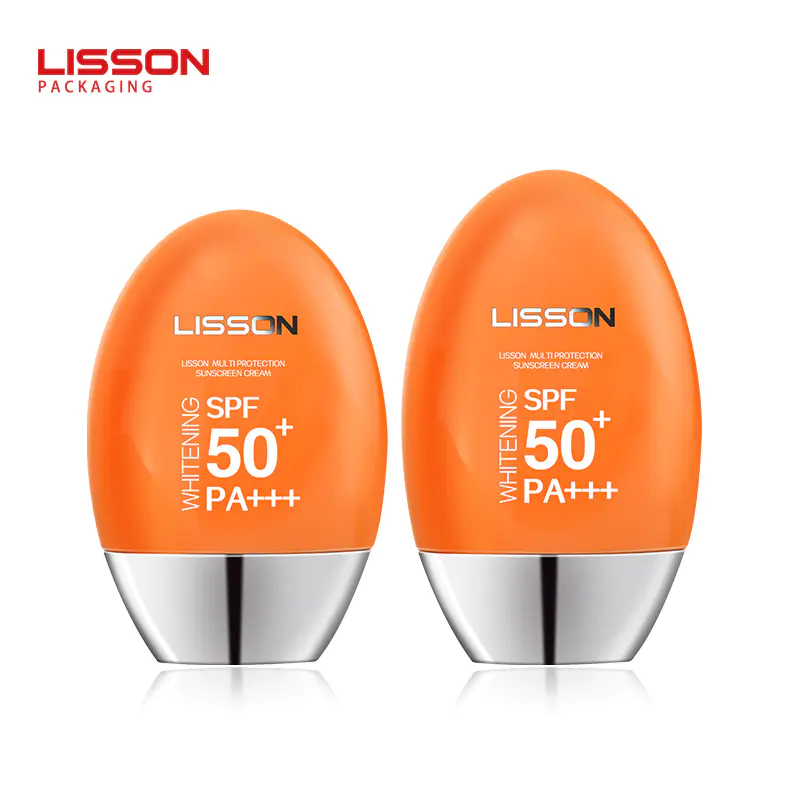 LISSON
PACKAGING
LISSON
LISSON MULTI PROTECTION
SUNSCREEN CREAM
WHITENING
SPF
50+
PA+++
LISSON
LISSON MULTI PROTECTION
SUNSCREEN CREAM
WHITENING
SPF
50+
PA+++